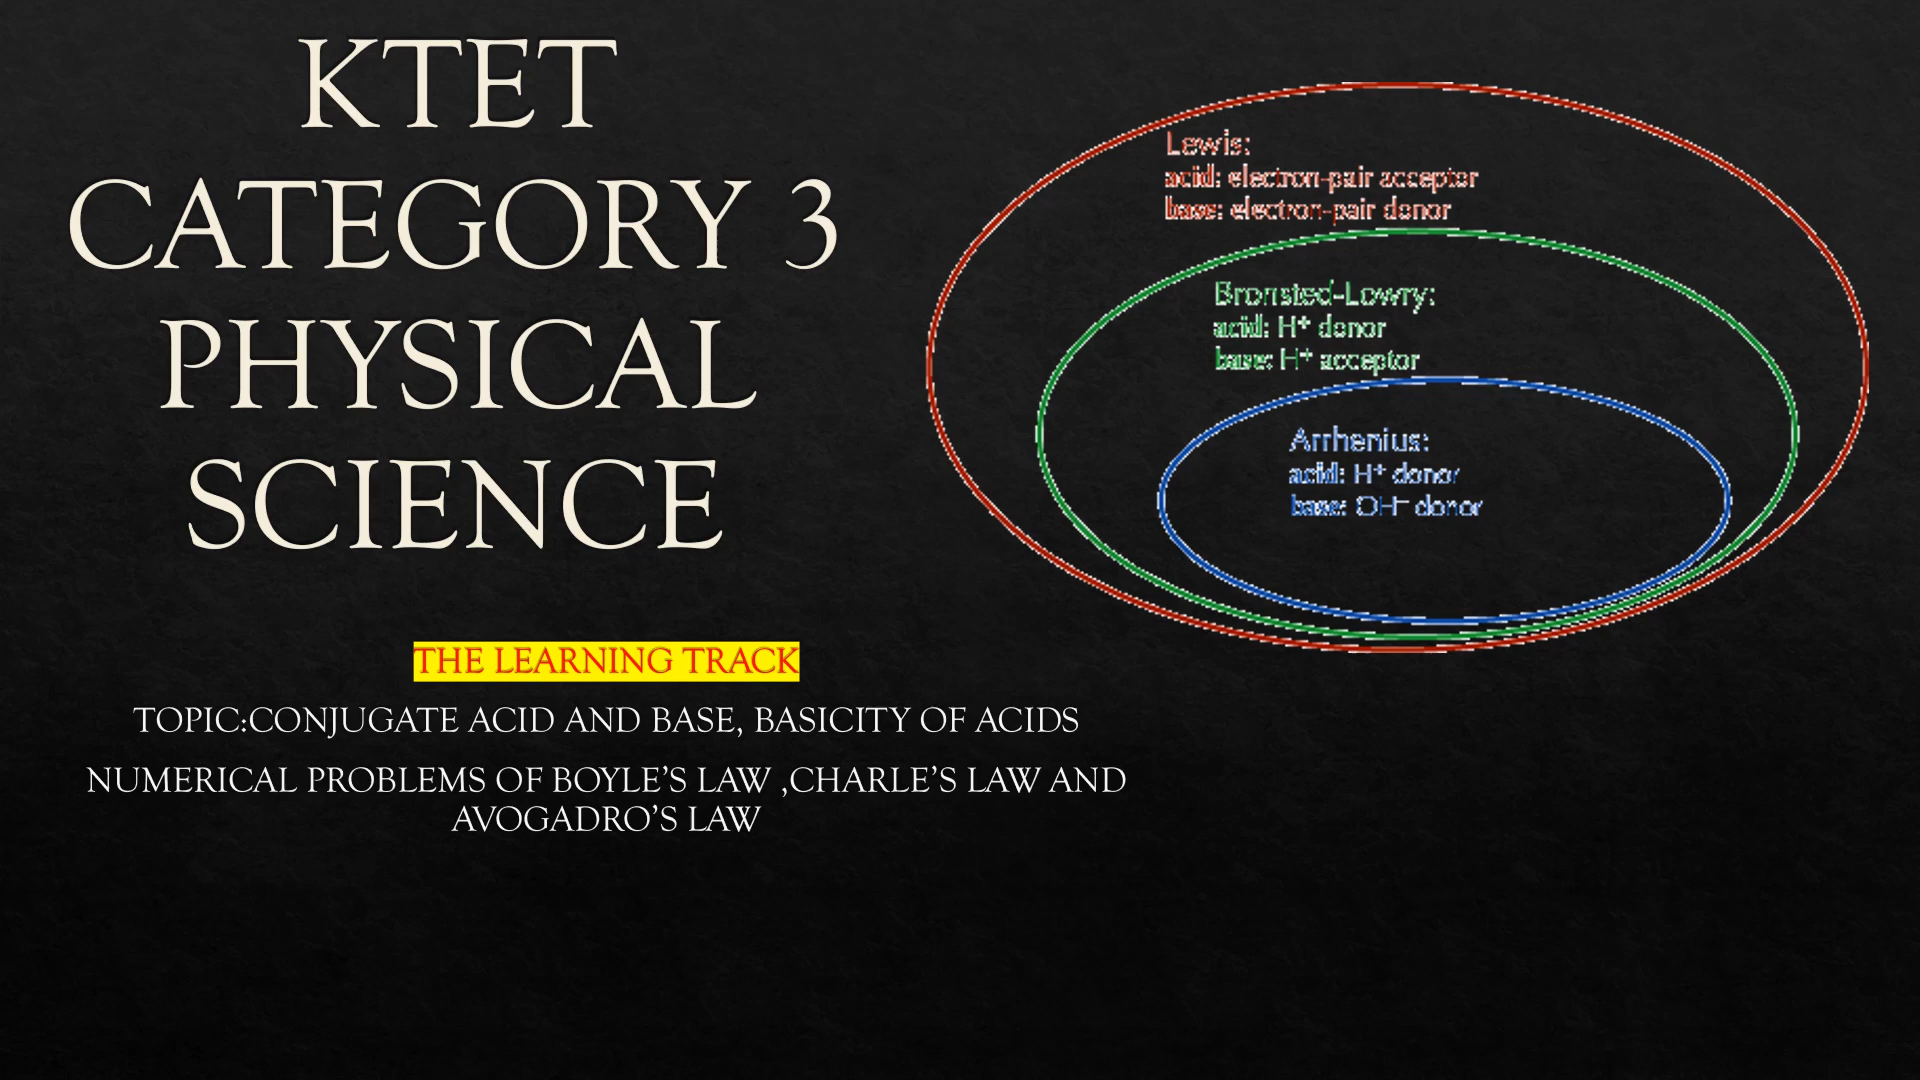 KTET
CATEGORY 3
PHYSICAL
SCIENCE
Lewis:
acid: electron-pair acceptor
base: electron-pair donor
Bronsted-Lowry:
acid: H⁺ donor
base: H⁺ acceptor
Arrhenius:
acid: H⁺ donor
base: OH⁻ donor
THE LEARNING TRACK
TOPIC:CONJUGATE ACID AND BASE, BASICITY OF ACIDS
NUMERICAL PROBLEMS OF BOYLE’S LAW ,CHARLE’S LAW AND
AVOGADRO’S LAW